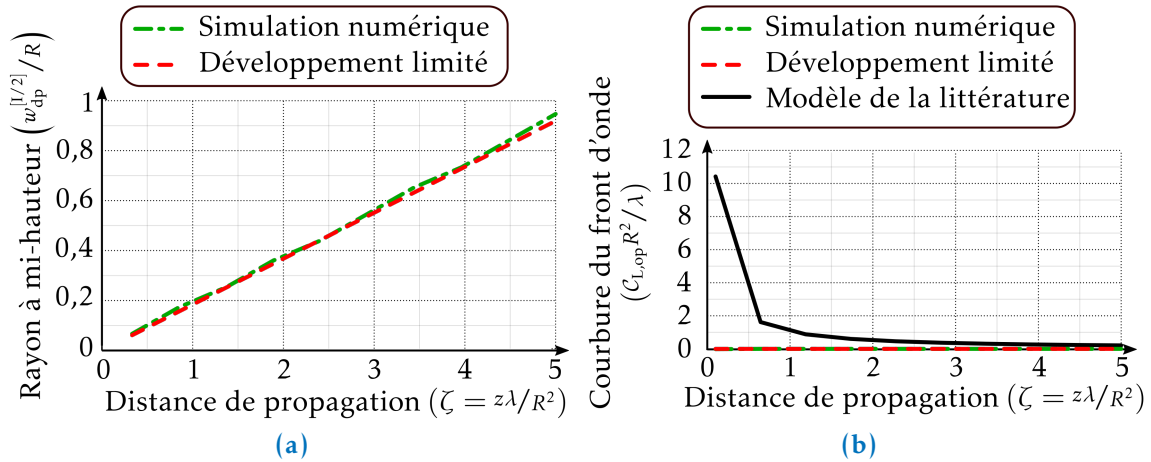 Simulation numérique
Développement limité
Rayon à mi-hauteur (w_dp^[1/2]/R)
1
0,8
0,6
0,4
0,2
0
0 1 2 3 4 5
Distance de propagation (ζ = zλ/R²)
(a)
Simulation numérique
Développement limité
Modèle de la littérature
Courbure du front d'onde
(C_L,op R²/λ)
12
10
8
6
4
2
0
0 1 2 3 4 5
Distance de propagation (ζ = zλ/R²)
(b)